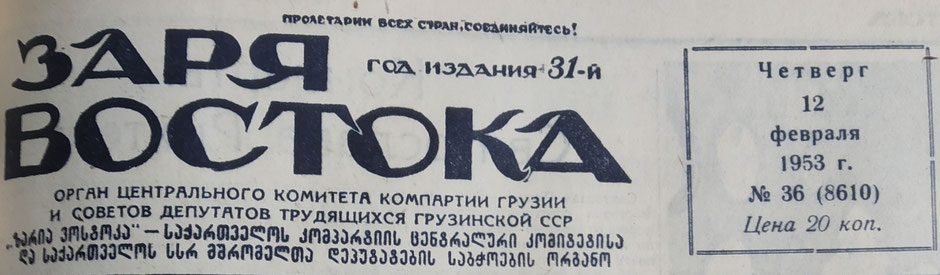 ПРОЛЕТАРИИ ВСЕХ СТРАН, СОЕДИНЯЙТЕСЬ!
ЗАРЯ
ГОД ИЗДАНИЯ 31-й
ВОСТОКА
ОРГАН ЦЕНТРАЛЬНОГО КОМИТЕТА КОМПАРТИИ ГРУЗИИ
И СОВЕТОВ ДЕПУТАТОВ ТРУДЯЩИХСЯ ГРУЗИНСКОЙ ССР
„ზარია ვოსტოკა“ — საქართველოს კომპარტიის ცენტრალური კომიტეტისა
და საქართველოს სსრ მშრომელთა დეპუტატების საბჭოების ორგანო
Четверг
12
февраля
1953 г.
№ 36 (8610)
Цена 20 коп.